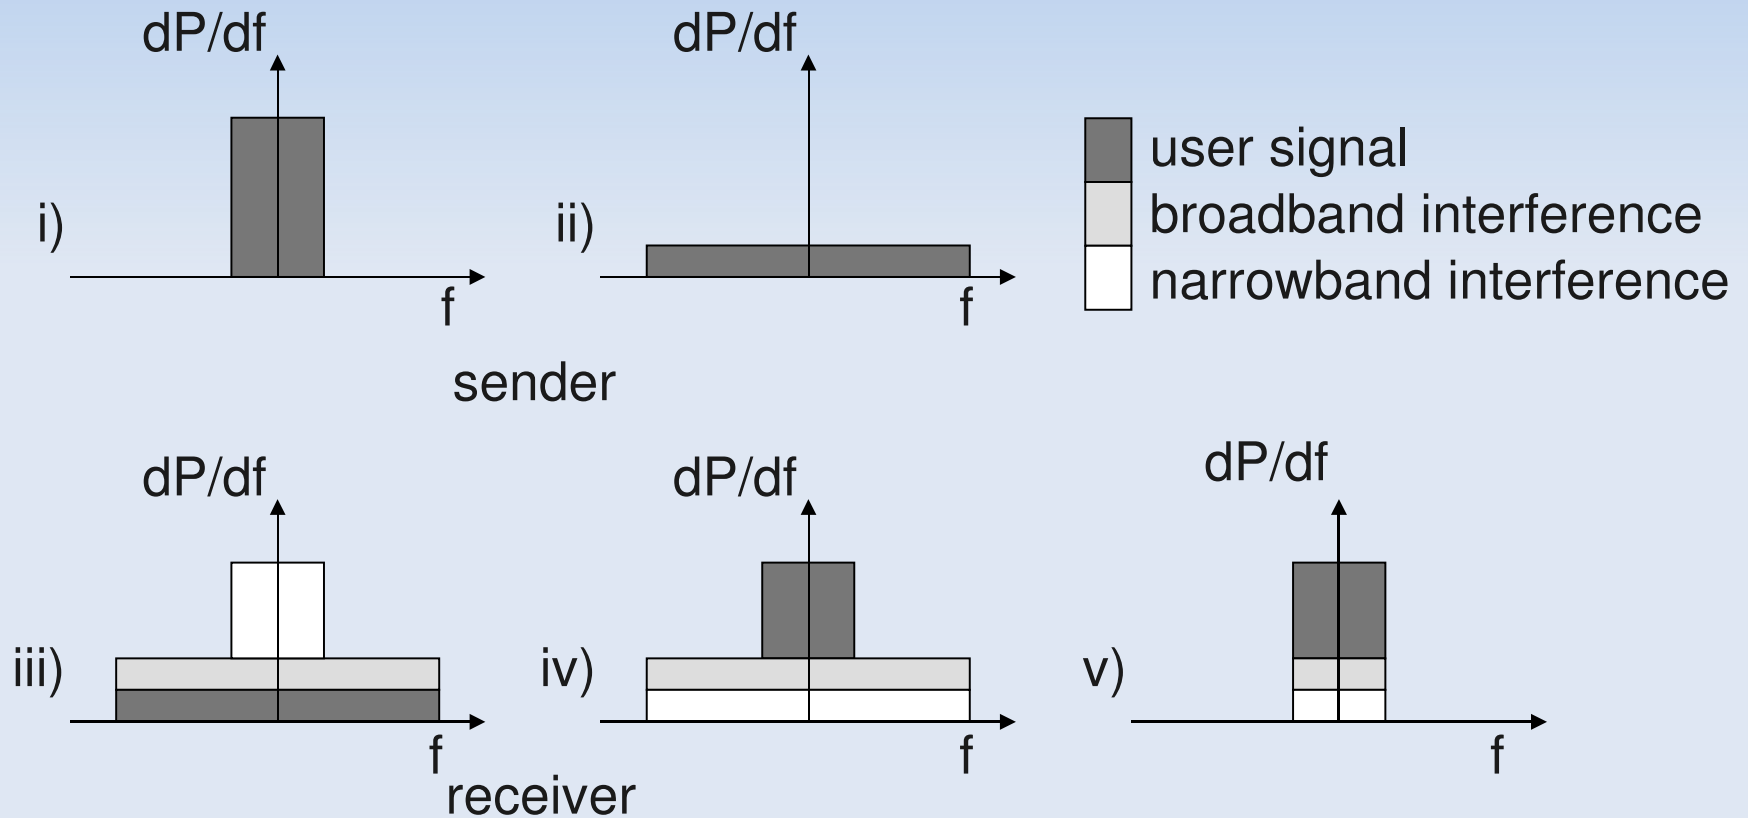 dP/df
dP/df
user signal
broadband interference
narrowband interference
i)
ii)
f
f
sender
dP/df
dP/df
dP/df
iii)
iv)
v)
f
f
f
receiver